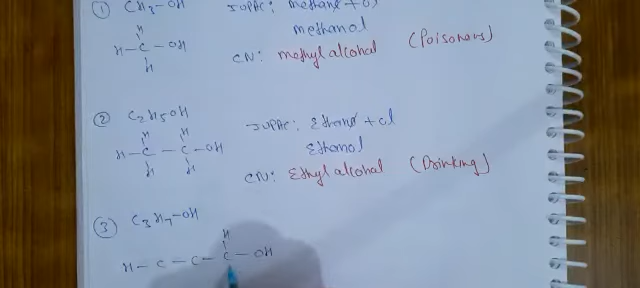 ① CH3-OH IUPAC: methane + ol
H methanol
H-C-OH CN: methyl alcohol (Poisonous)
H
② C2H5OH IUPAC: Ethane + ol
H H Ethanol
H-C-C-OH
H H CN: Ethyl alcohol (Drinking)
③ C3H7-OH
H
H-C-C-C-OH